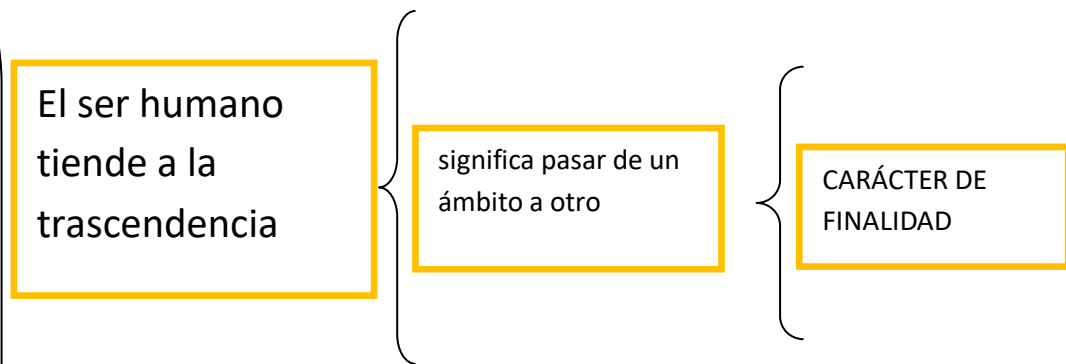 El ser humano
tiende a la
trascendencia
significa pasar de un
ámbito a otro
CARÁCTER DE
FINALIDAD